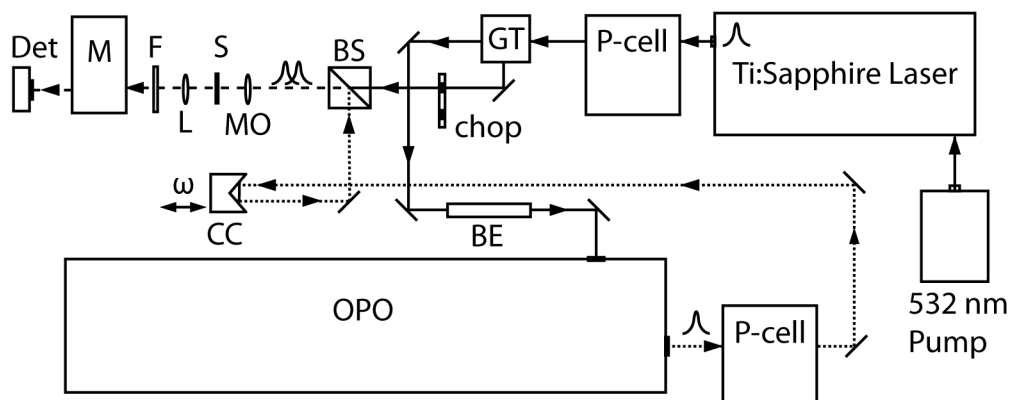 Det
M
F
S
BS
GT
P-cell
Ti:Sapphire Laser
L
MO
chop
ω
CC
BE
OPO
P-cell
532 nm
Pump